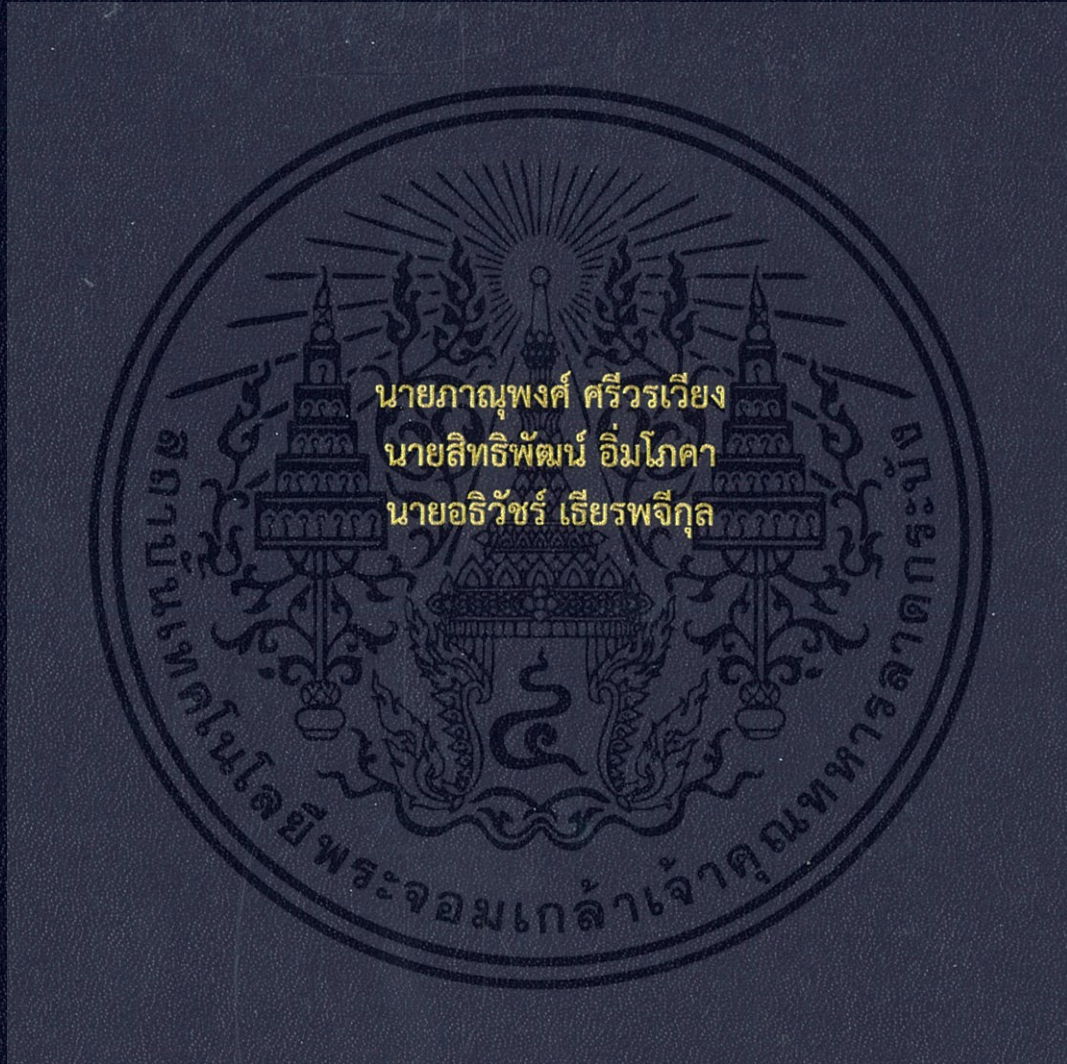 นายภาณุพงศ์ ศรีวรเวียง
นายสิทธิพัฒน์ อิ่มโภคา
นายอธิวัชร์ เธียรพจีกุล
สถาบันเทคโนโลยีพระจอมเกล้าเจ้าคุณทหารลาดกระบัง